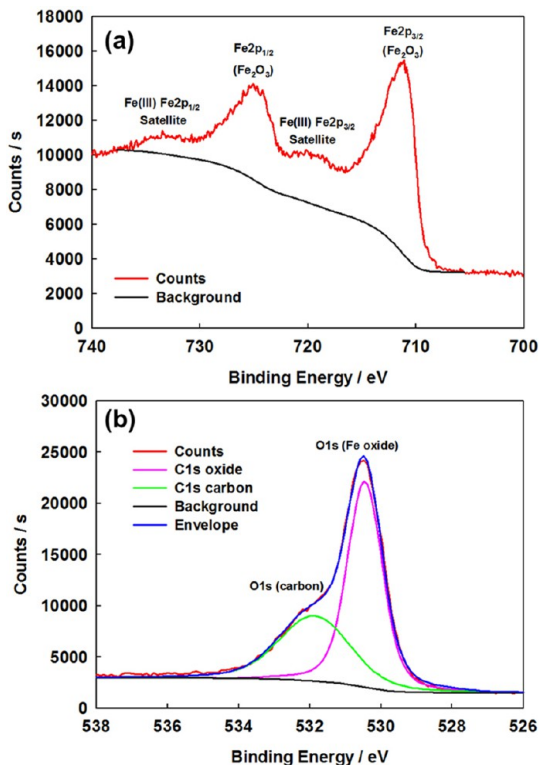 (a)
Fe2p1/2
(Fe2O3)
Fe2p3/2
(Fe2O3)
Fe(III) Fe2p1/2
Satellite
Fe(III) Fe2p3/2
Satellite
18000
16000
14000
12000
10000
8000
6000
4000
2000
0
Counts / s
Counts
Background
740
730
720
710
700
Binding Energy / eV
(b)
30000
25000
20000
15000
10000
5000
0
Counts / s
Counts
C1s oxide
C1s carbon
Background
Envelope
O1s (Fe oxide)
O1s (carbon)
538
536
534
532
530
528
526
Binding Energy / eV